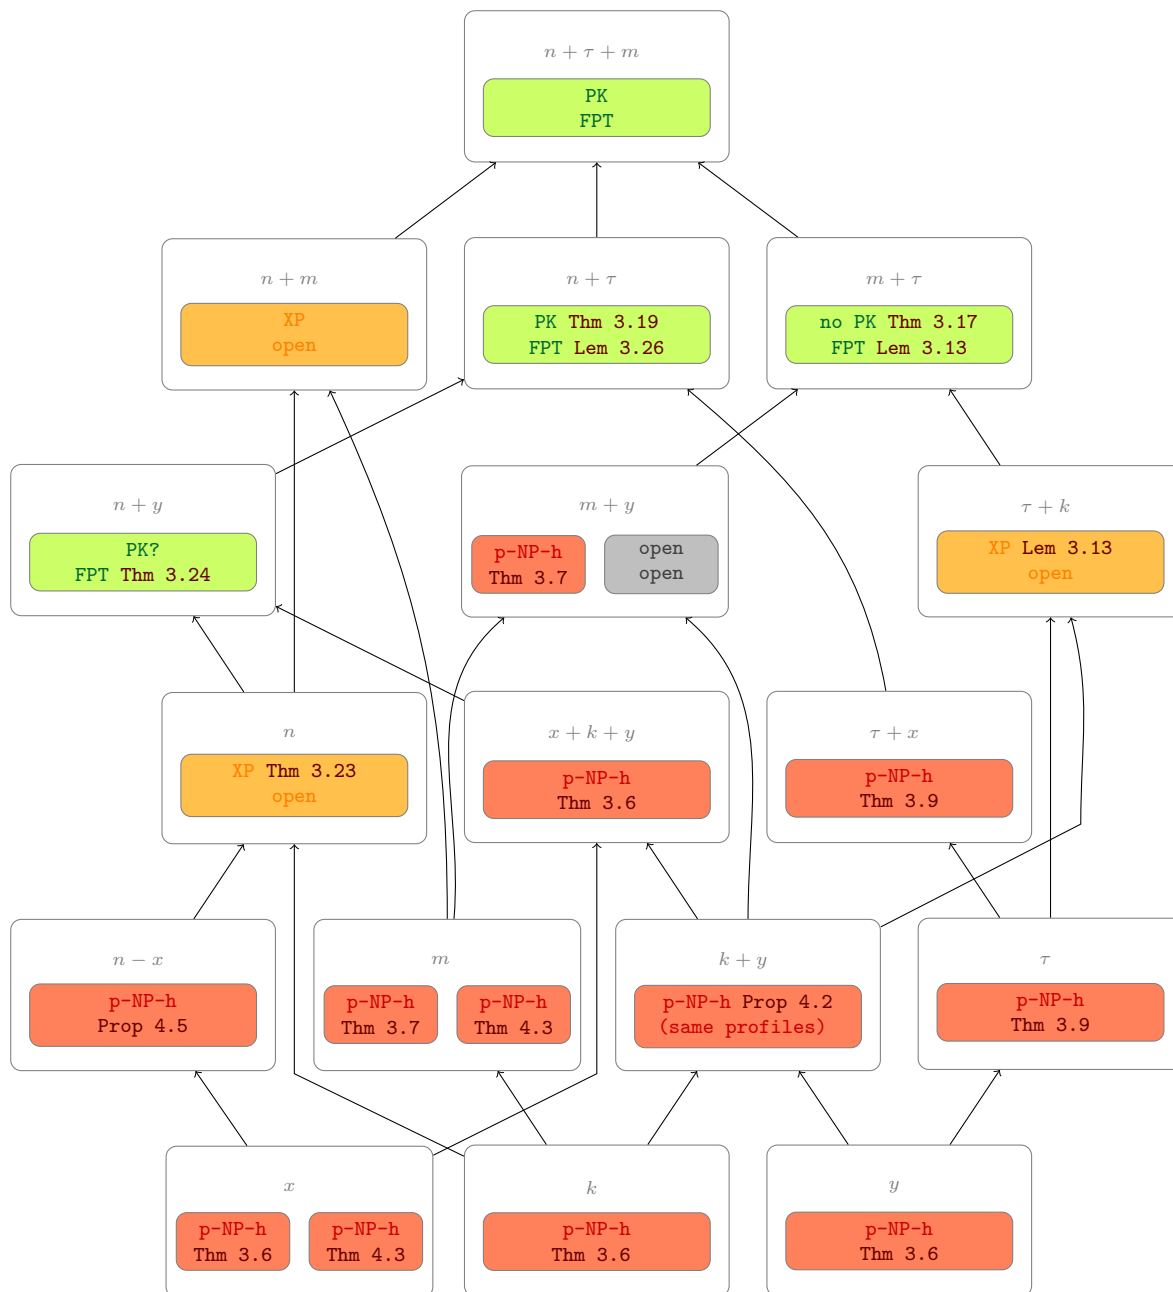 n + τ + m
PK
FPT
n + m
XP
open
n + τ
PK Thm 3.19
FPT Lem 3.26
m + τ
no PK Thm 3.17
FPT Lem 3.13
n + y
PK?
FPT Thm 3.24
m + y
p-NP-h
Thm 3.7
open
open
τ + k
XP Lem 3.13
open
n
XP Thm 3.23
open
x + k + y
p-NP-h
Thm 3.6
τ + x
p-NP-h
Thm 3.9
n − x
p-NP-h
Prop 4.5
m
p-NP-h
Thm 3.7
p-NP-h
Thm 4.3
k + y
p-NP-h Prop 4.2
(same profiles)
τ
p-NP-h
Thm 3.9
x
p-NP-h
Thm 3.6
p-NP-h
Thm 4.3
k
p-NP-h
Thm 3.6
y
p-NP-h
Thm 3.6